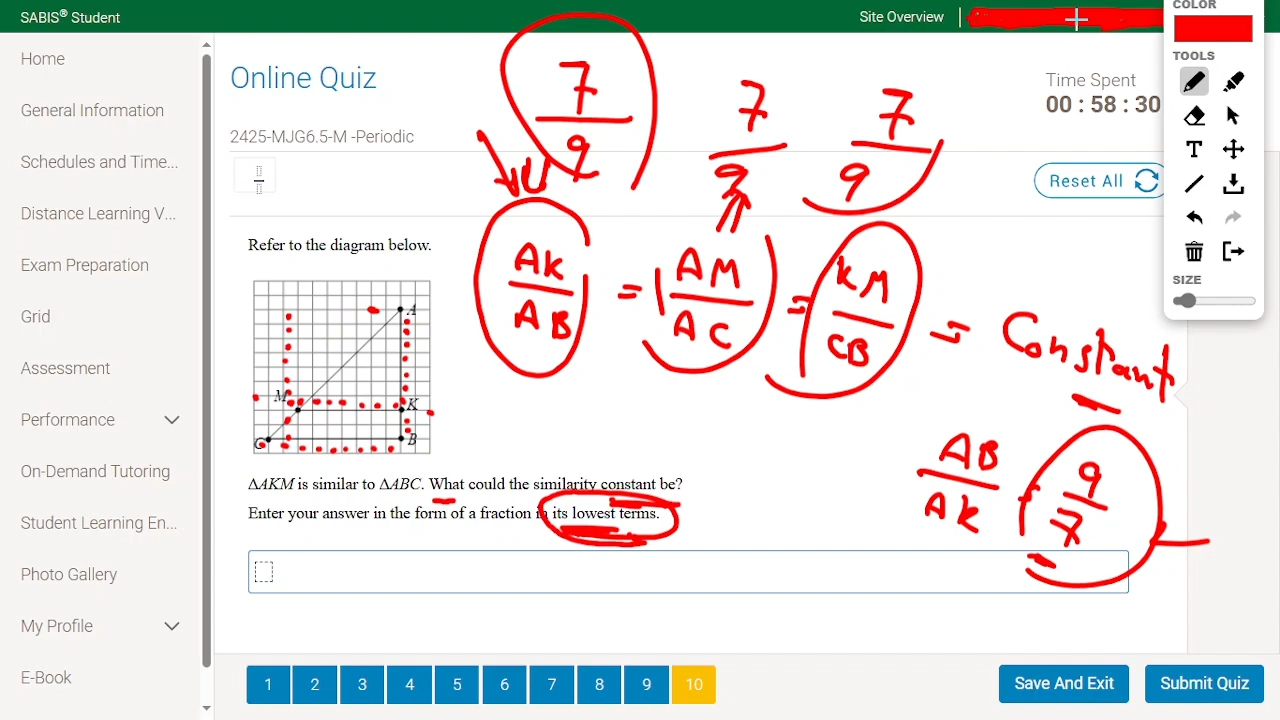 SABIS® Student
Site Overview
COLOR
TOOLS
SIZE
Home
General Information
Schedules and Time...
Distance Learning V...
Exam Preparation
Grid
Assessment
Performance
On-Demand Tutoring
Student Learning En...
Photo Gallery
My Profile
E-Book
Online Quiz
Time Spent
00 : 58 : 30
2425-MJG6.5-M -Periodic
Reset All
7/9 7/9 7/9
AK/AB = AM/AC = KM/CB = Constant
Refer to the diagram below.
A
M K
C B
AB/AK = 9/7
ΔAKM is similar to ΔABC. What could the similarity constant be?
Enter your answer in the form of a fraction in its lowest terms.
1 2 3 4 5 6 7 8 9 10
Save And Exit
Submit Quiz